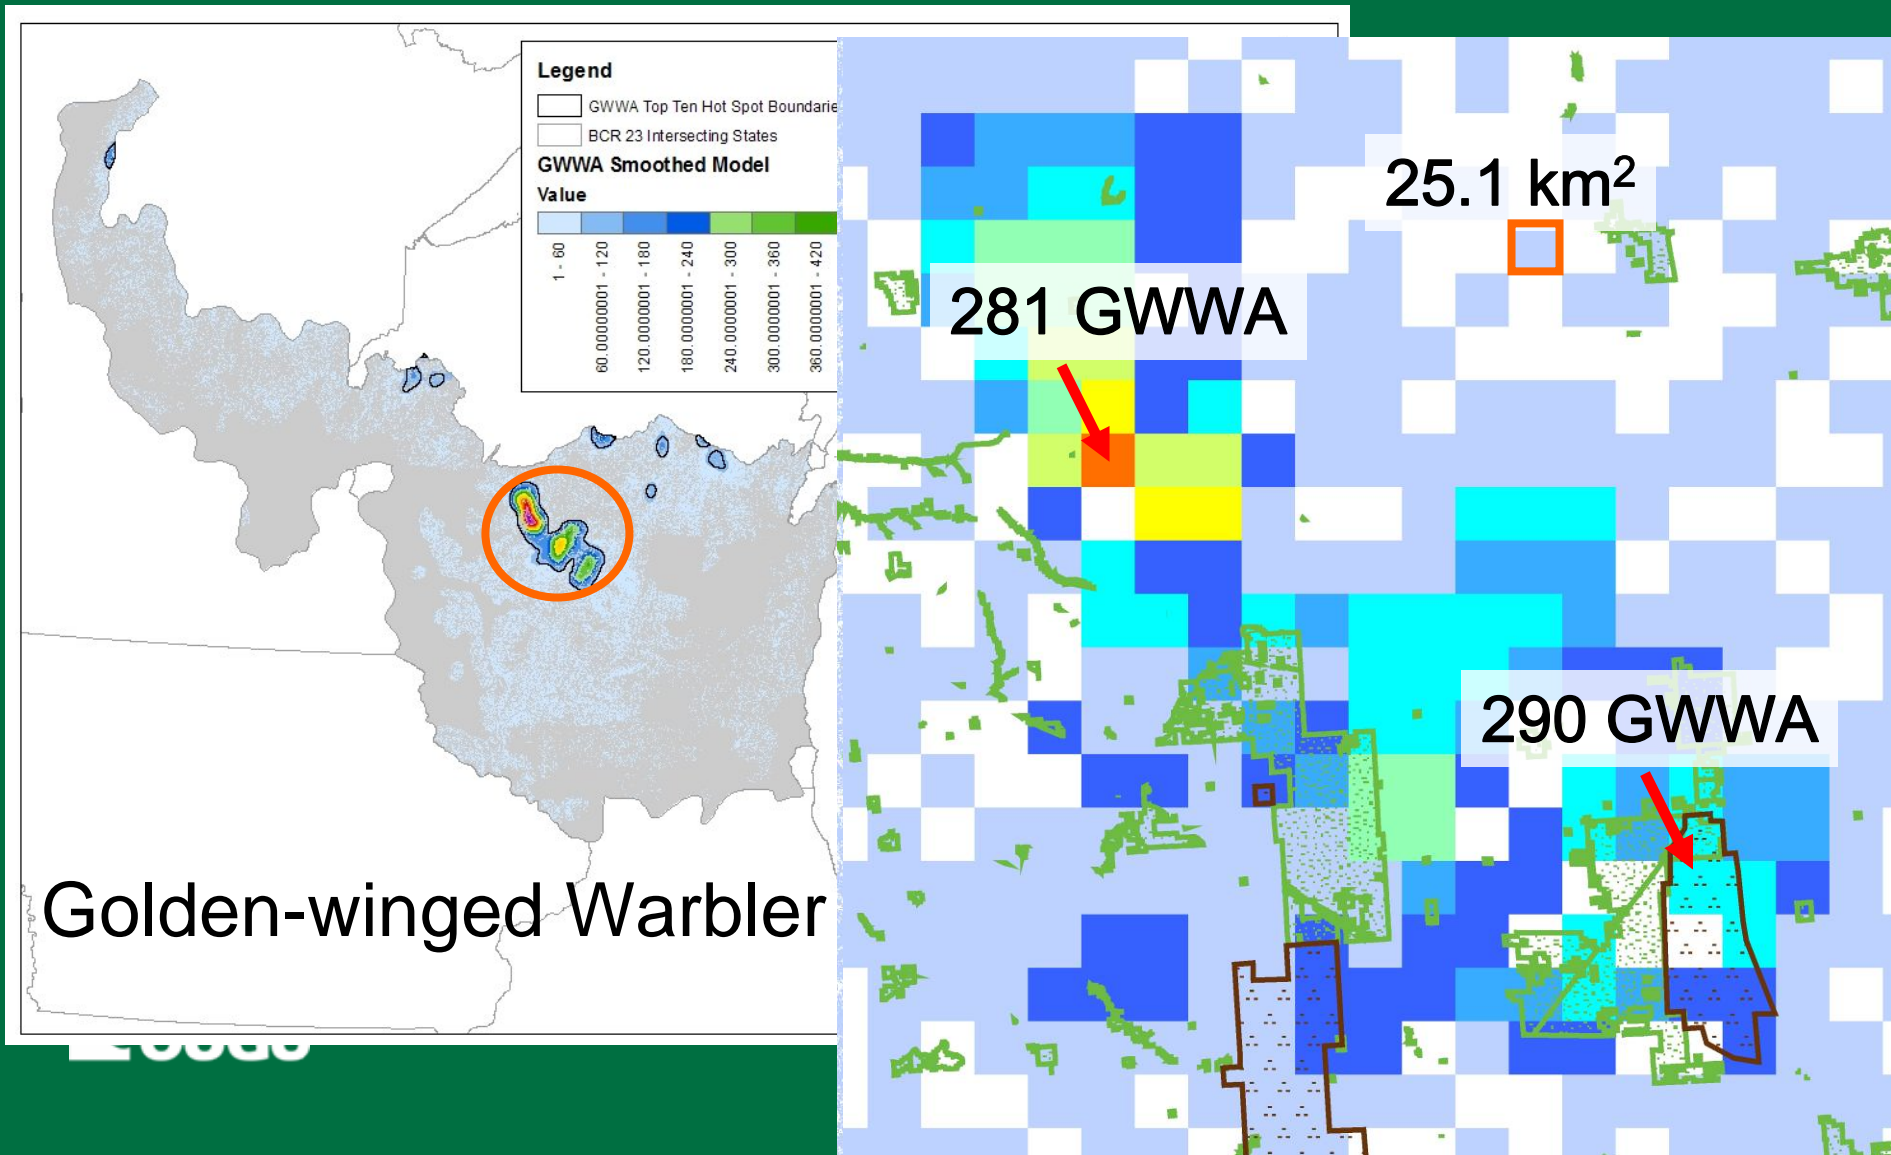 Legend
GWWA Top Ten Hot Spot Boundarie
BCR 23 Intersecting States
GWWA Smoothed Model
Value
1 - 60
60.00000001 - 120
120.0000001 - 180
180.0000001 - 240
240.0000001 - 300
300.0000001 - 360
360.0000001 - 420
25.1 km²
281 GWWA
290 GWWA
Golden-winged Warbler